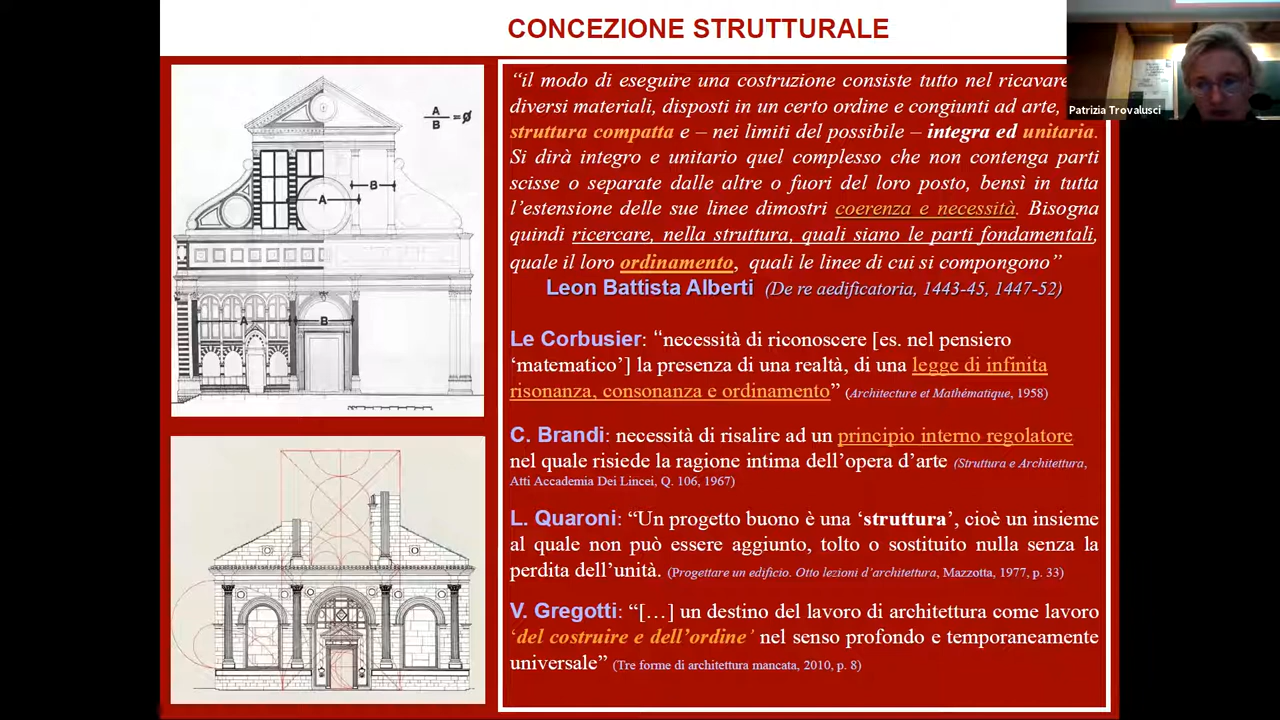 CONCEZIONE STRUTTURALE
Patrizia Trovalusci
A
B
=Ø
B
A
A
B
“il modo di eseguire una costruzione consiste tutto nel ricavare
diversi materiali, disposti in un certo ordine e congiunti ad arte,
struttura compatta e – nei limiti del possibile – integra ed unitaria.
Si dirà integro e unitario quel complesso che non contenga parti
scisse o separate dalle altre o fuori del loro posto, bensì in tutta
l’estensione delle sue linee dimostri coerenza e necessità. Bisogna
quindi ricercare, nella struttura, quali siano le parti fondamentali,
quale il loro ordinamento, quali le linee di cui si compongono”
Leon Battista Alberti (De re aedificatoria, 1443-45, 1447-52)
Le Corbusier: “necessità di riconoscere [es. nel pensiero
‘matematico’] la presenza di una realtà, di una legge di infinita
risonanza, consonanza e ordinamento” (Architecture et Mathématique, 1958)
C. Brandi: necessità di risalire ad un principio interno regolatore
nel quale risiede la ragione intima dell’opera d’arte (Struttura e Architettura,
Atti Accademia Dei Lincei, Q. 106, 1967)
L. Quaroni: “Un progetto buono è una ‘struttura’, cioè un insieme
al quale non può essere aggiunto, tolto o sostituito nulla senza la
perdita dell’unità. (Progettare un edificio. Otto lezioni d’architettura, Mazzotta, 1977, p. 33)
V. Gregotti: “[…] un destino del lavoro di architettura come lavoro
‘del costruire e dell’ordine’ nel senso profondo e temporaneamente
universale” (Tre forme di architettura mancata, 2010, p. 8)